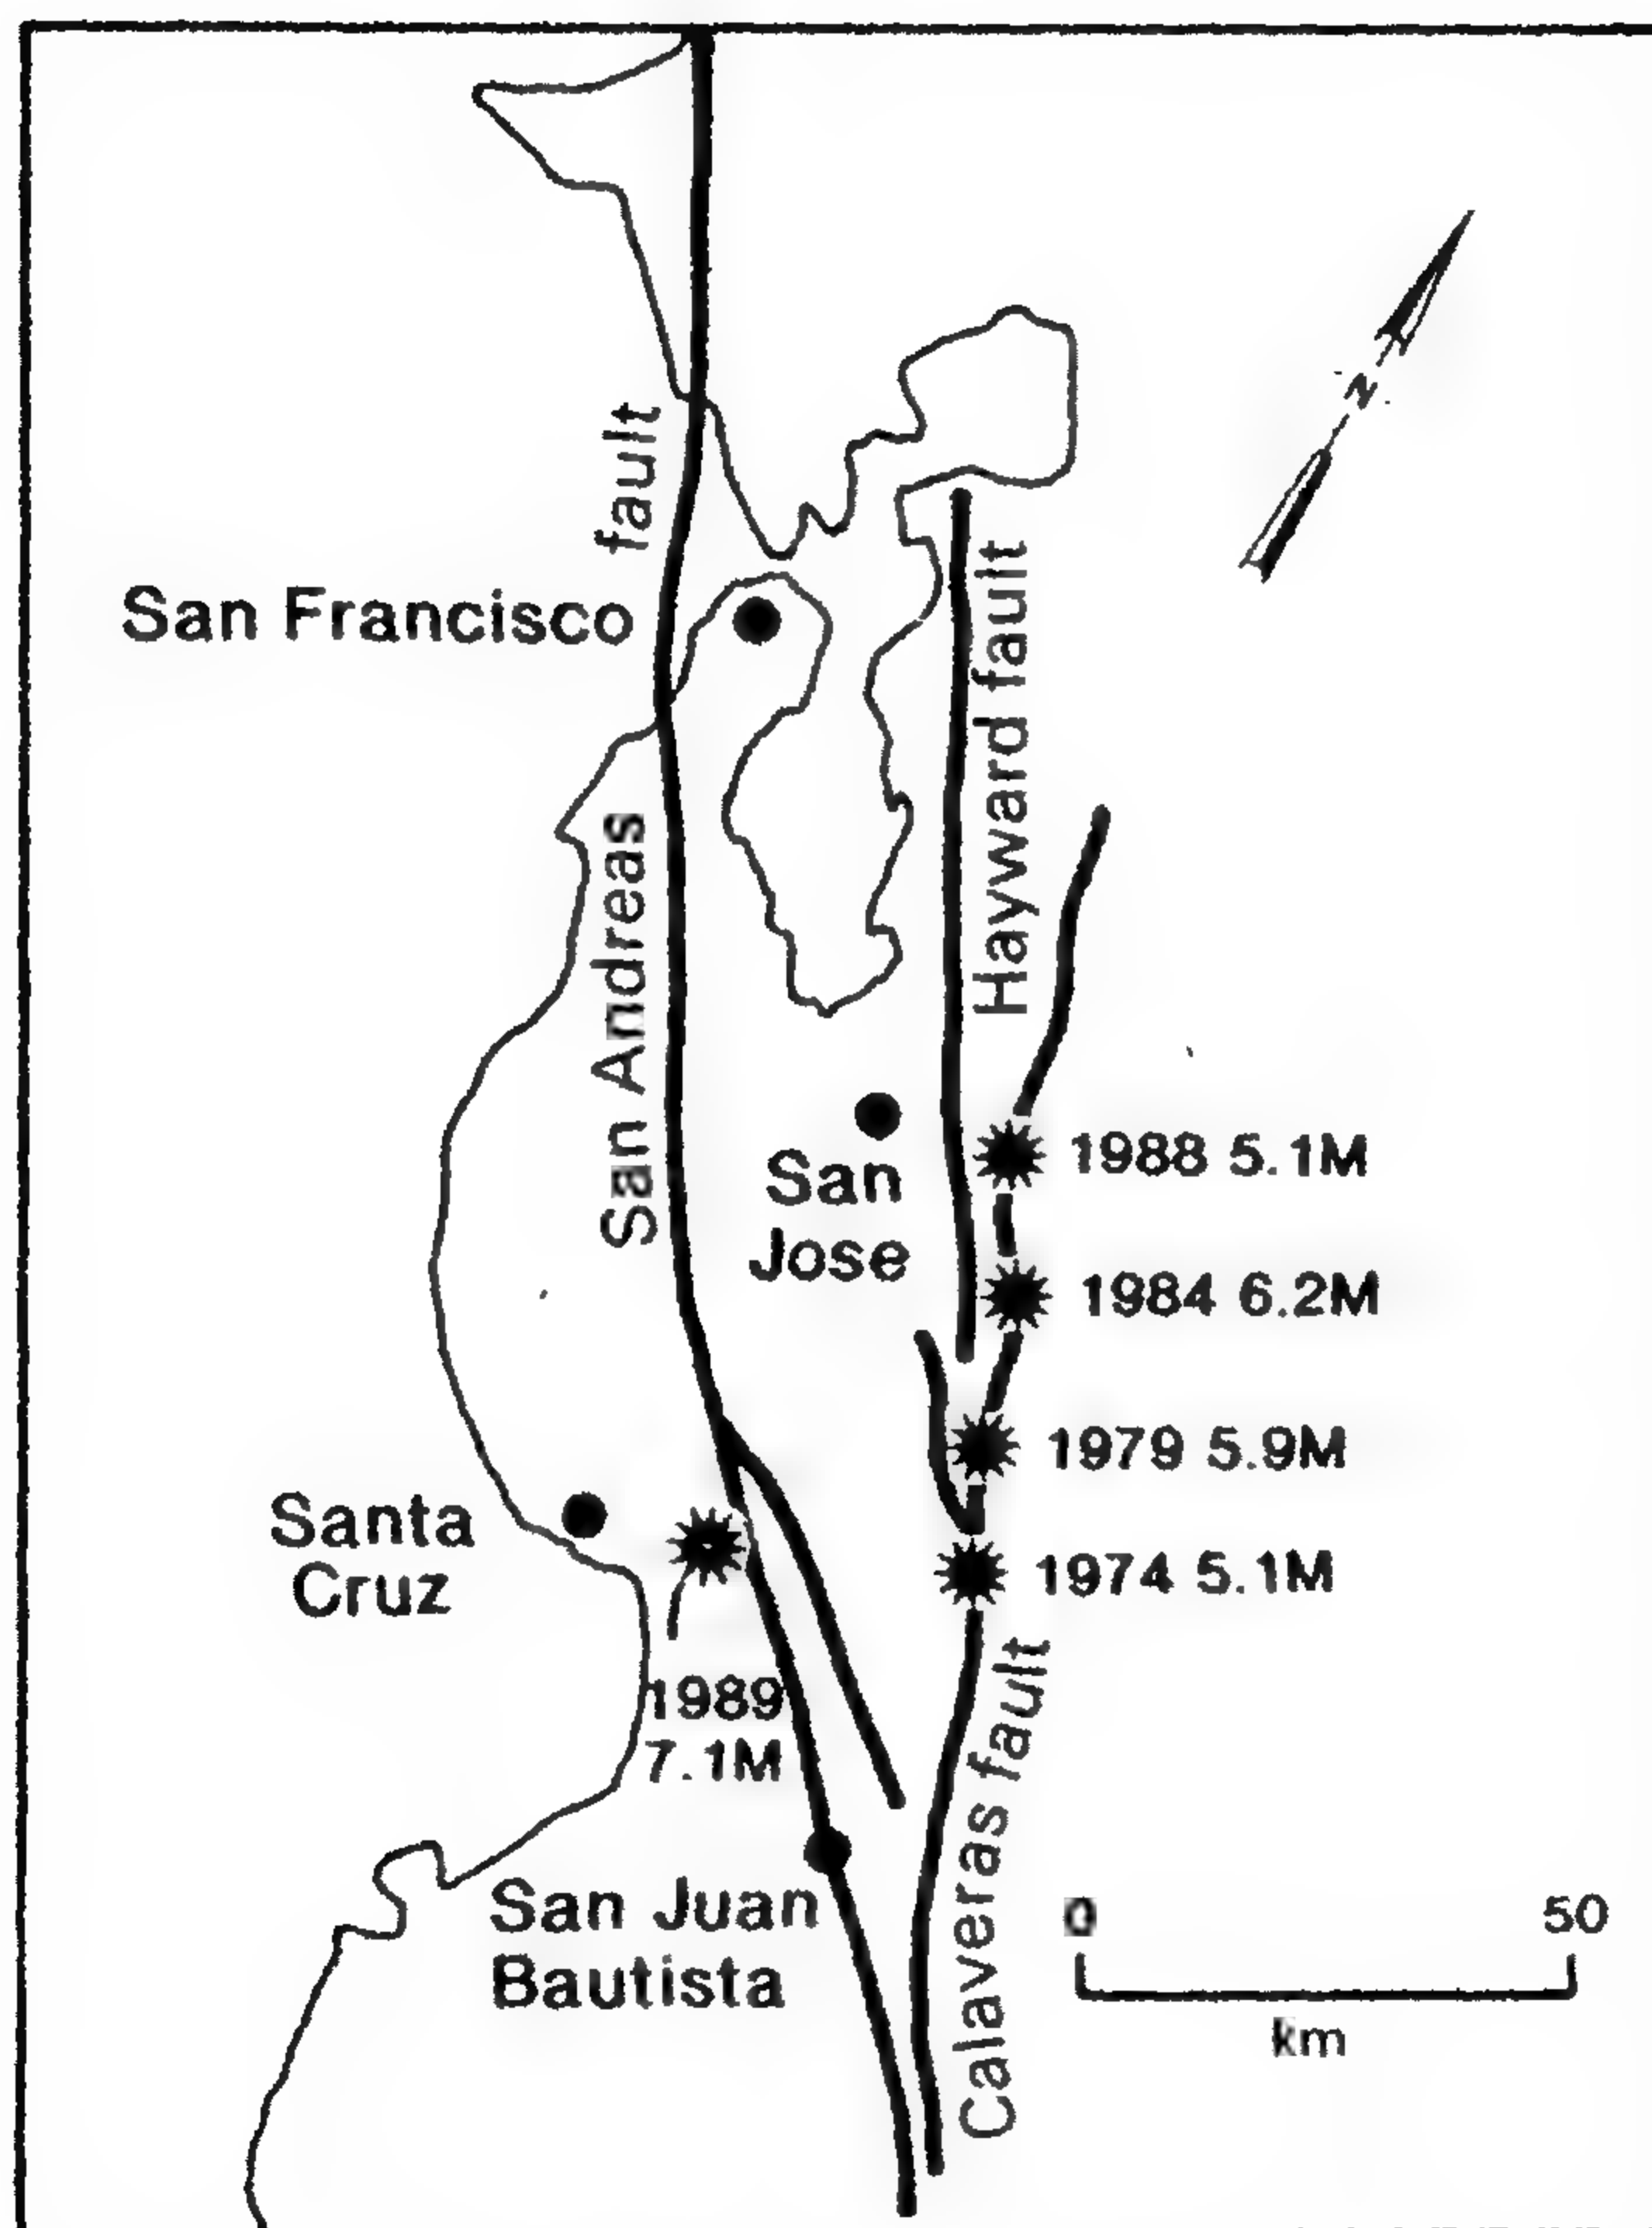 N
fault
San Francisco
Hayward fault
San Andreas
1988 5.1M
San
Jose
1984 6.2M
1979 5.9M
Santa
Cruz
1974 5.1M
1989
7.1M
Calaveras fault
San Juan
Bautista
0 50
km